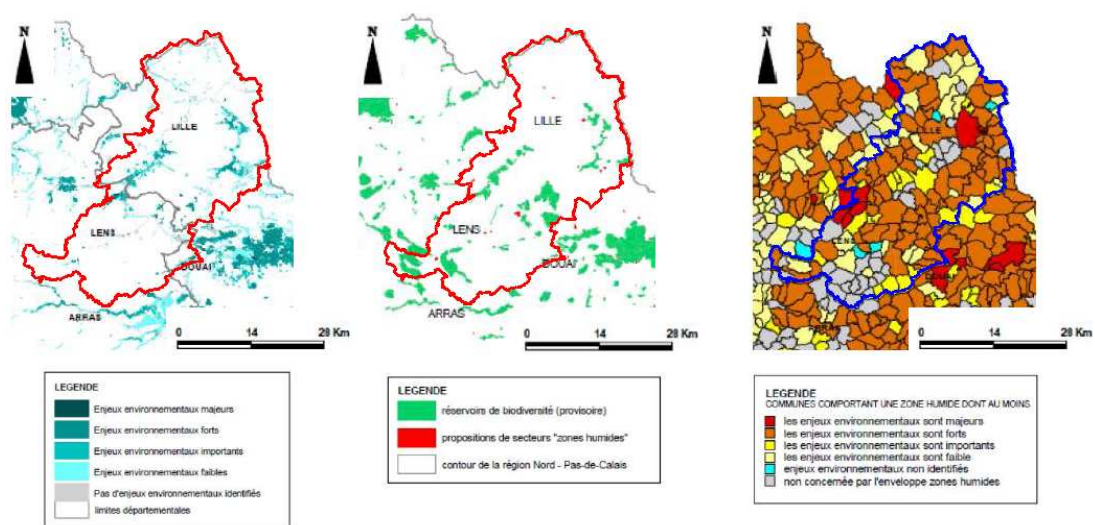 N
LILLE
LENS
DOUAI
ARRAS
0 14 28 Km
LEGENDE
Enjeux environnementaux majeurs
Enjeux environnementaux forts
Enjeux environnementaux importants
Enjeux environnementaux faibles
Pas d'enjeux environnementaux identifiés
limites départementales
N
LILLE
LENS
DOUAI
ARRAS
0 14 28 Km
LEGENDE
réservoirs de biodiversité (provisoire)
propositions de secteurs "zones humides"
contour de la région Nord - Pas-de-Calais
N
LILLE
LENS
DOUAI
ARRAS
0 14 28 Km
LEGENDE
COMMUNES COMPORTANT UNE ZONE HUMIDE DONT AU MOINS
les enjeux environnementaux sont majeurs
les enjeux environnementaux sont forts
les enjeux environnementaux sont importants
les enjeux environnementaux sont faible
enjeux environnementaux non identifiés
non concernée par l'enveloppe zones humides